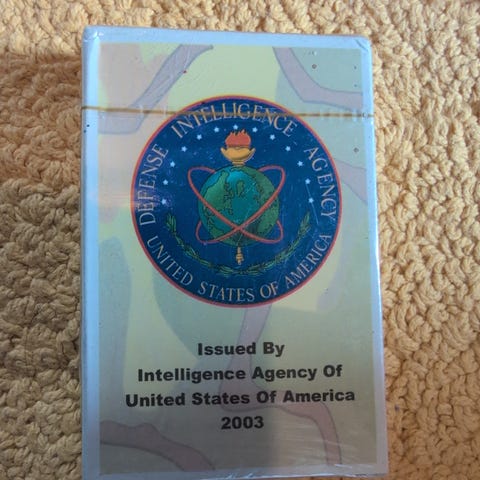 DEFENSE INTELLIGENCE AGENCY
UNITED STATES OF AMERICA
Issued By
Intelligence Agency Of
United States Of America
2003